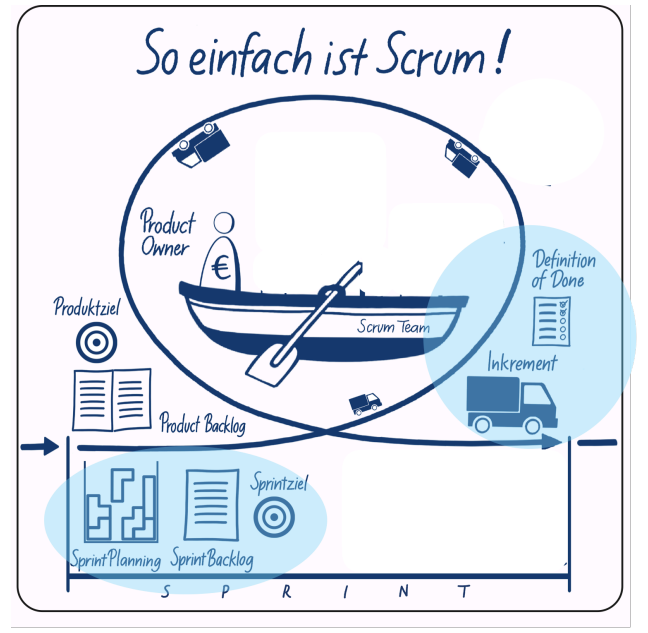 So einfach ist Scrum!
Product
Owner
€
Definition
of Done
Produktziel
Scrum Team
Inkrement
Product Backlog
Sprintziel
Sprint Planning
Sprint Backlog
S P R I N T